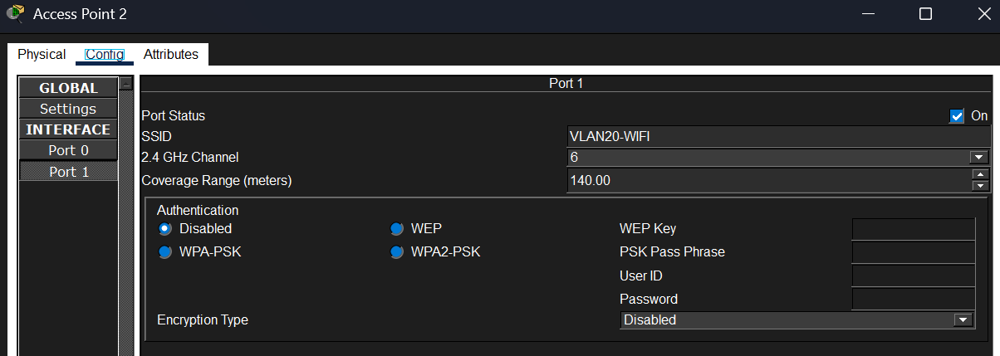 Access Point 2
Physical Config Attributes
GLOBAL
Settings
INTERFACE
Port 0
Port 1
Port 1
Port Status On
SSID VLAN20-WIFI
2.4 GHz Channel 6
Coverage Range (meters) 140.00
Authentication
Disabled WEP WEP Key
WPA-PSK WPA2-PSK PSK Pass Phrase
User ID
Password
Encryption Type Disabled